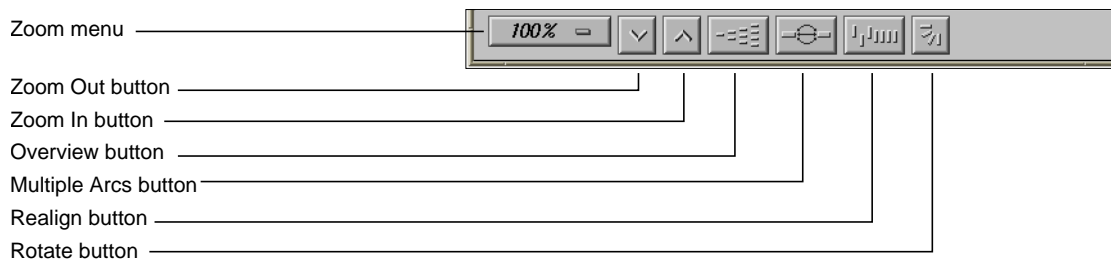 Zoom menu
100%
Zoom Out button
Zoom In button
Overview button
Multiple Arcs button
Realign button
Rotate button